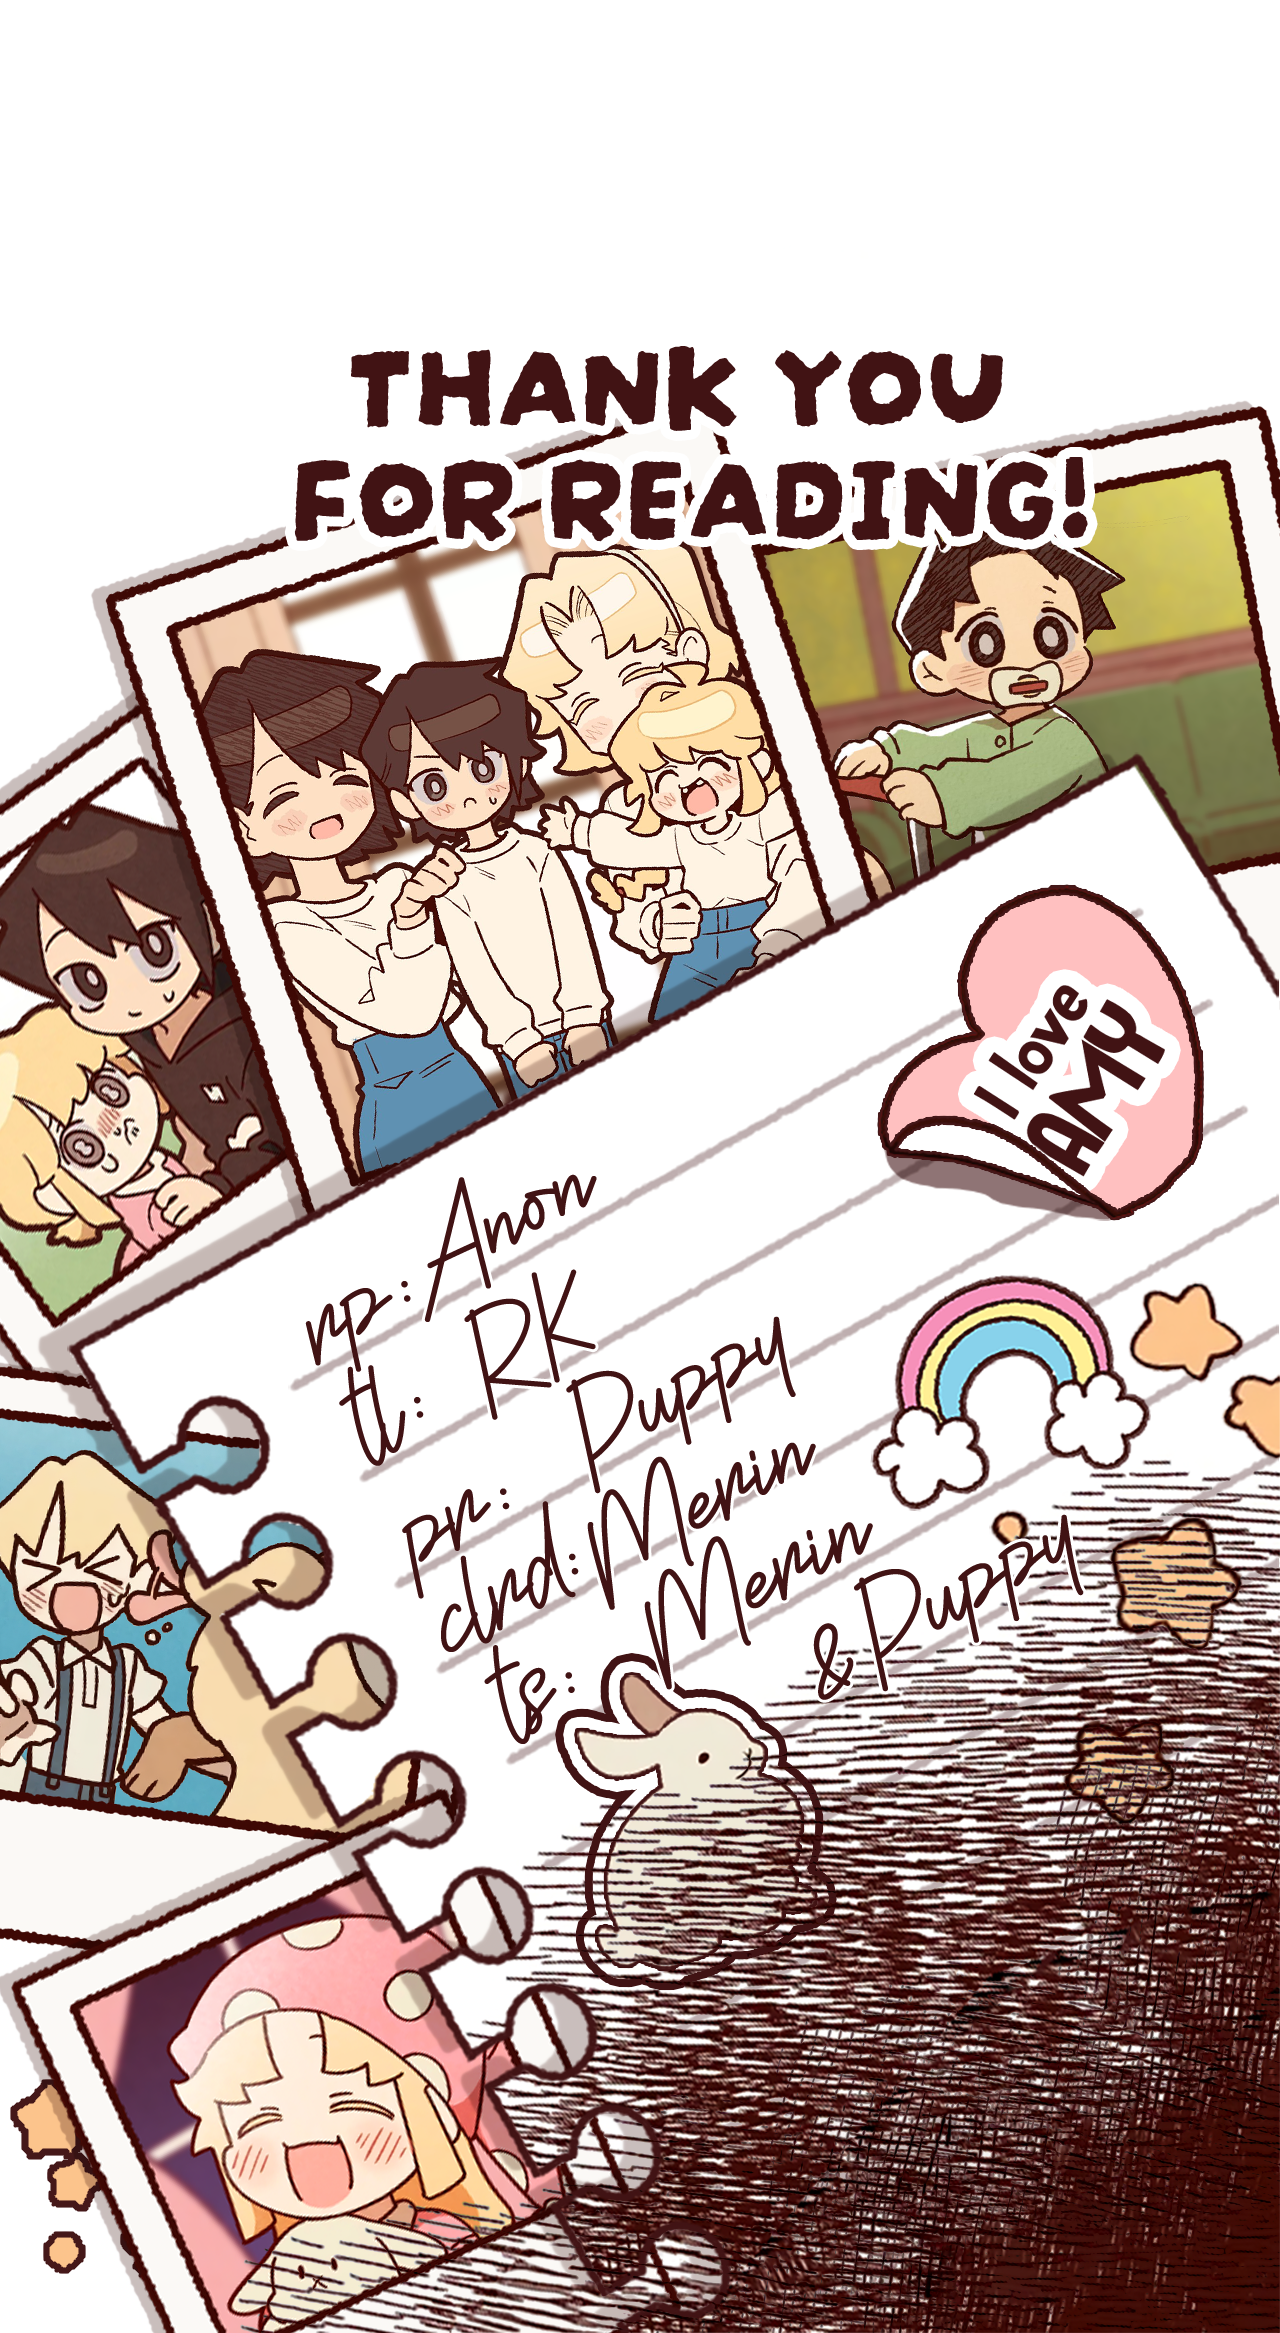 THANK YOU
FOR READING!
I love
AMY
rp: Anon
tl: RK
pr: Puppy
clrd: Merin
ts: Merin
& Puppy